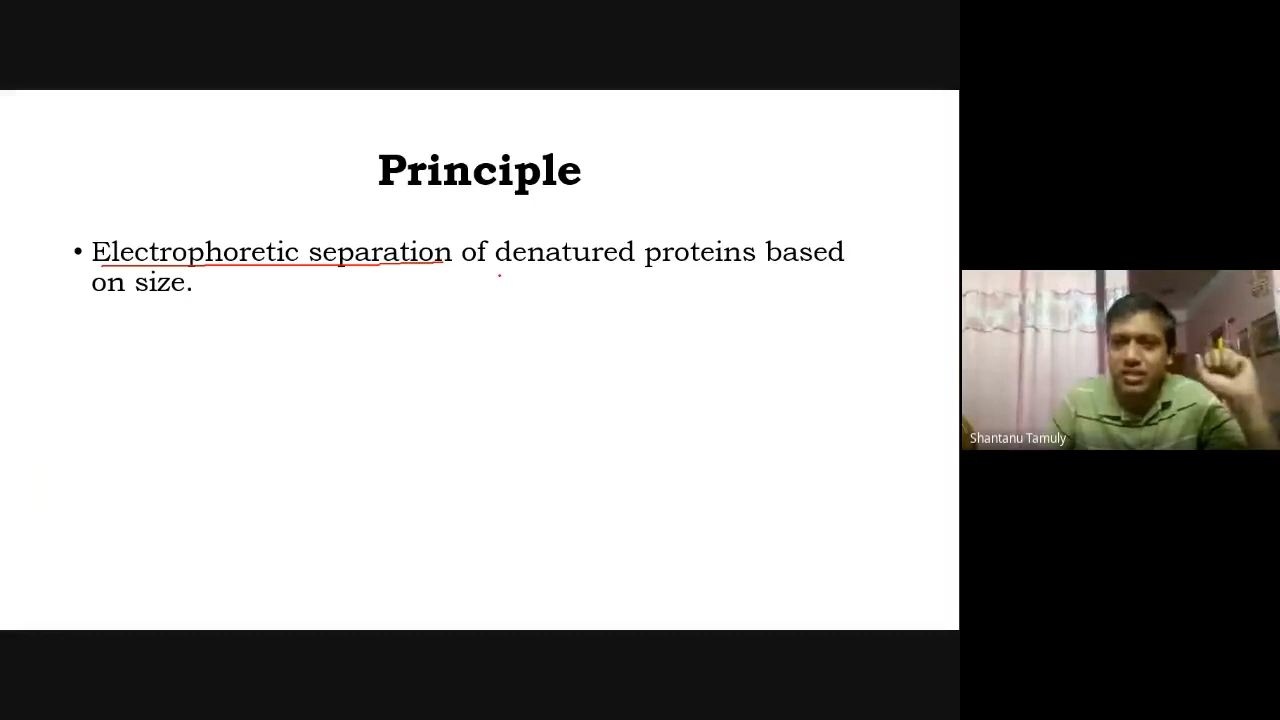 Principle
• Electrophoretic separation of denatured proteins based
on size.
Shantanu Tamuly